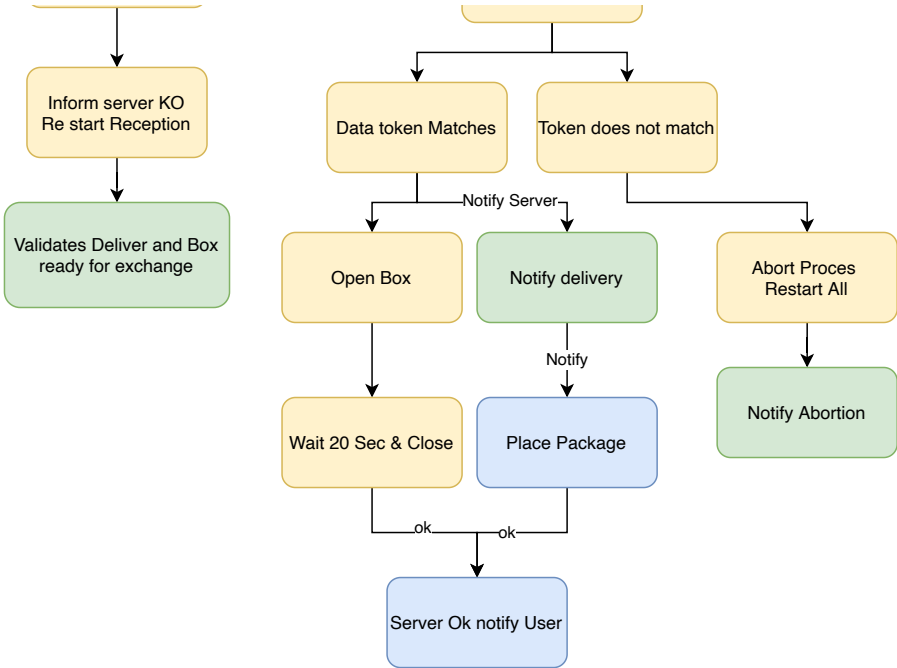 Inform server KO
Re start Reception
Data token Matches
Token does not match
Notify Server
Validates Deliver and Box
ready for exchange
Open Box
Notify delivery
Abort Proces
Restart All
Notify
Wait 20 Sec & Close
Place Package
Notify Abortion
ok
ok
Server Ok notify User